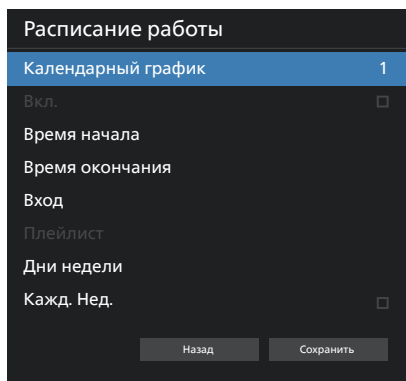 Расписание работы
Календарный график 1
Вкл.
Время начала
Время окончания
Вход
Плейлист
Дни недели
Кажд. Нед.
Назад Сохранить